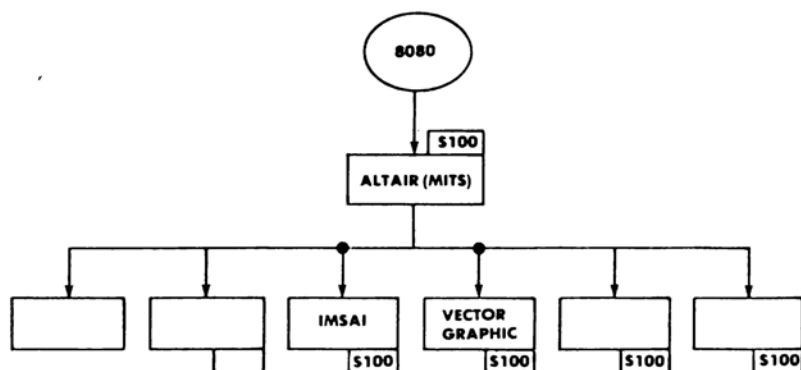 8080
S100
ALTAIR (MITS)
IMSAI
VECTOR
GRAPHIC
S100
S100
S100
S100